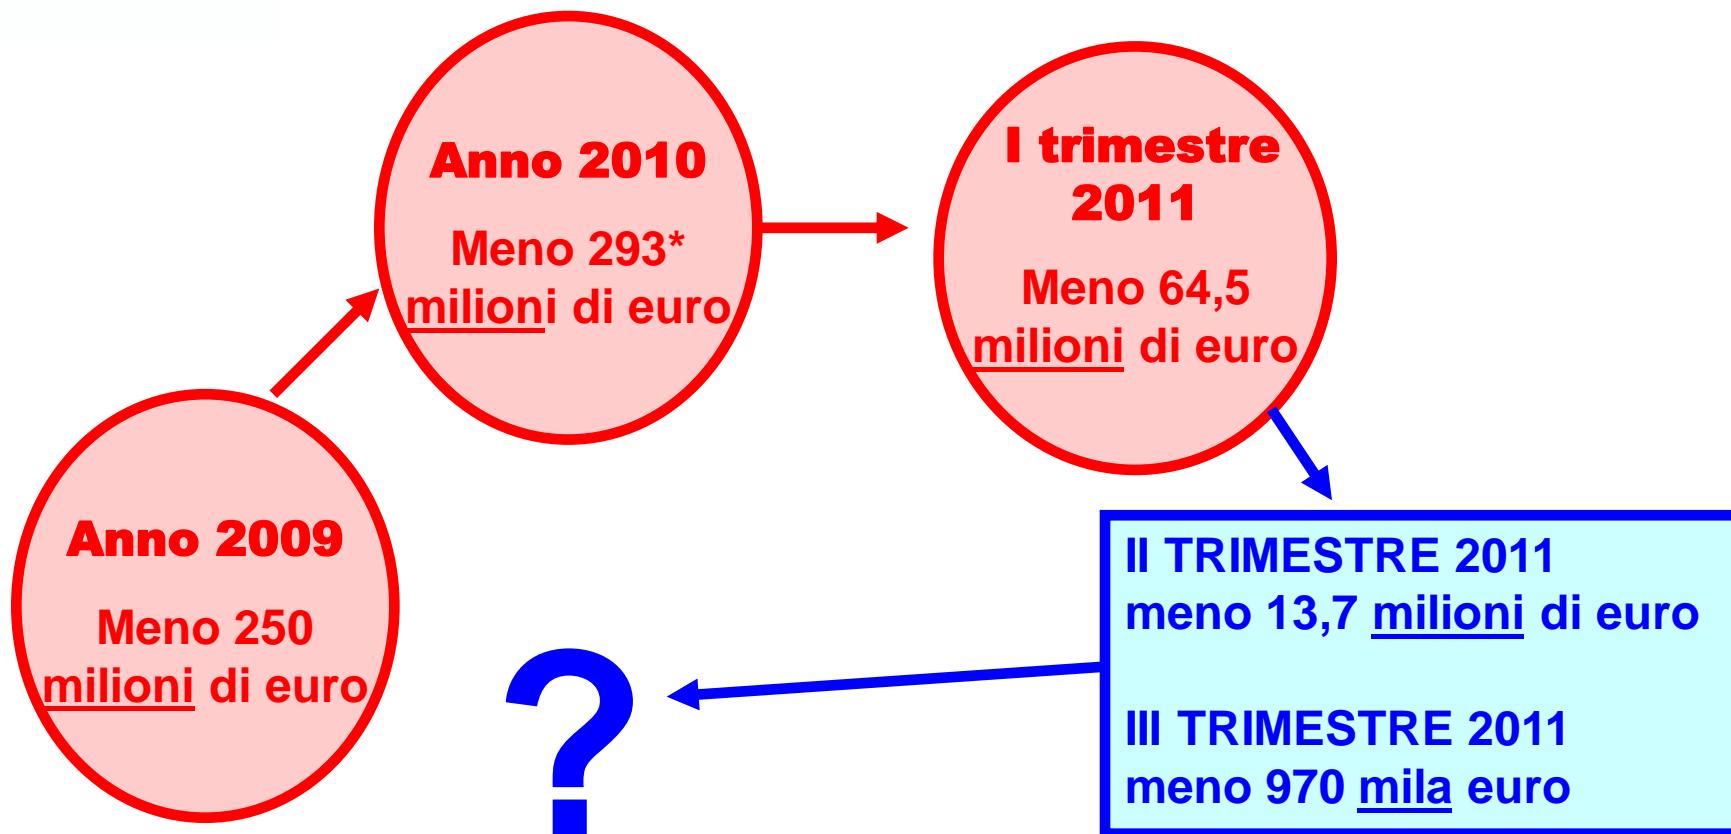 Anno 2009
Meno 250
milioni di euro
Anno 2010
Meno 293*
milioni di euro
I trimestre
2011
Meno 64,5
milioni di euro
II TRIMESTRE 2011
meno 13,7 milioni di euro
III TRIMESTRE 2011
meno 970 mila euro
?